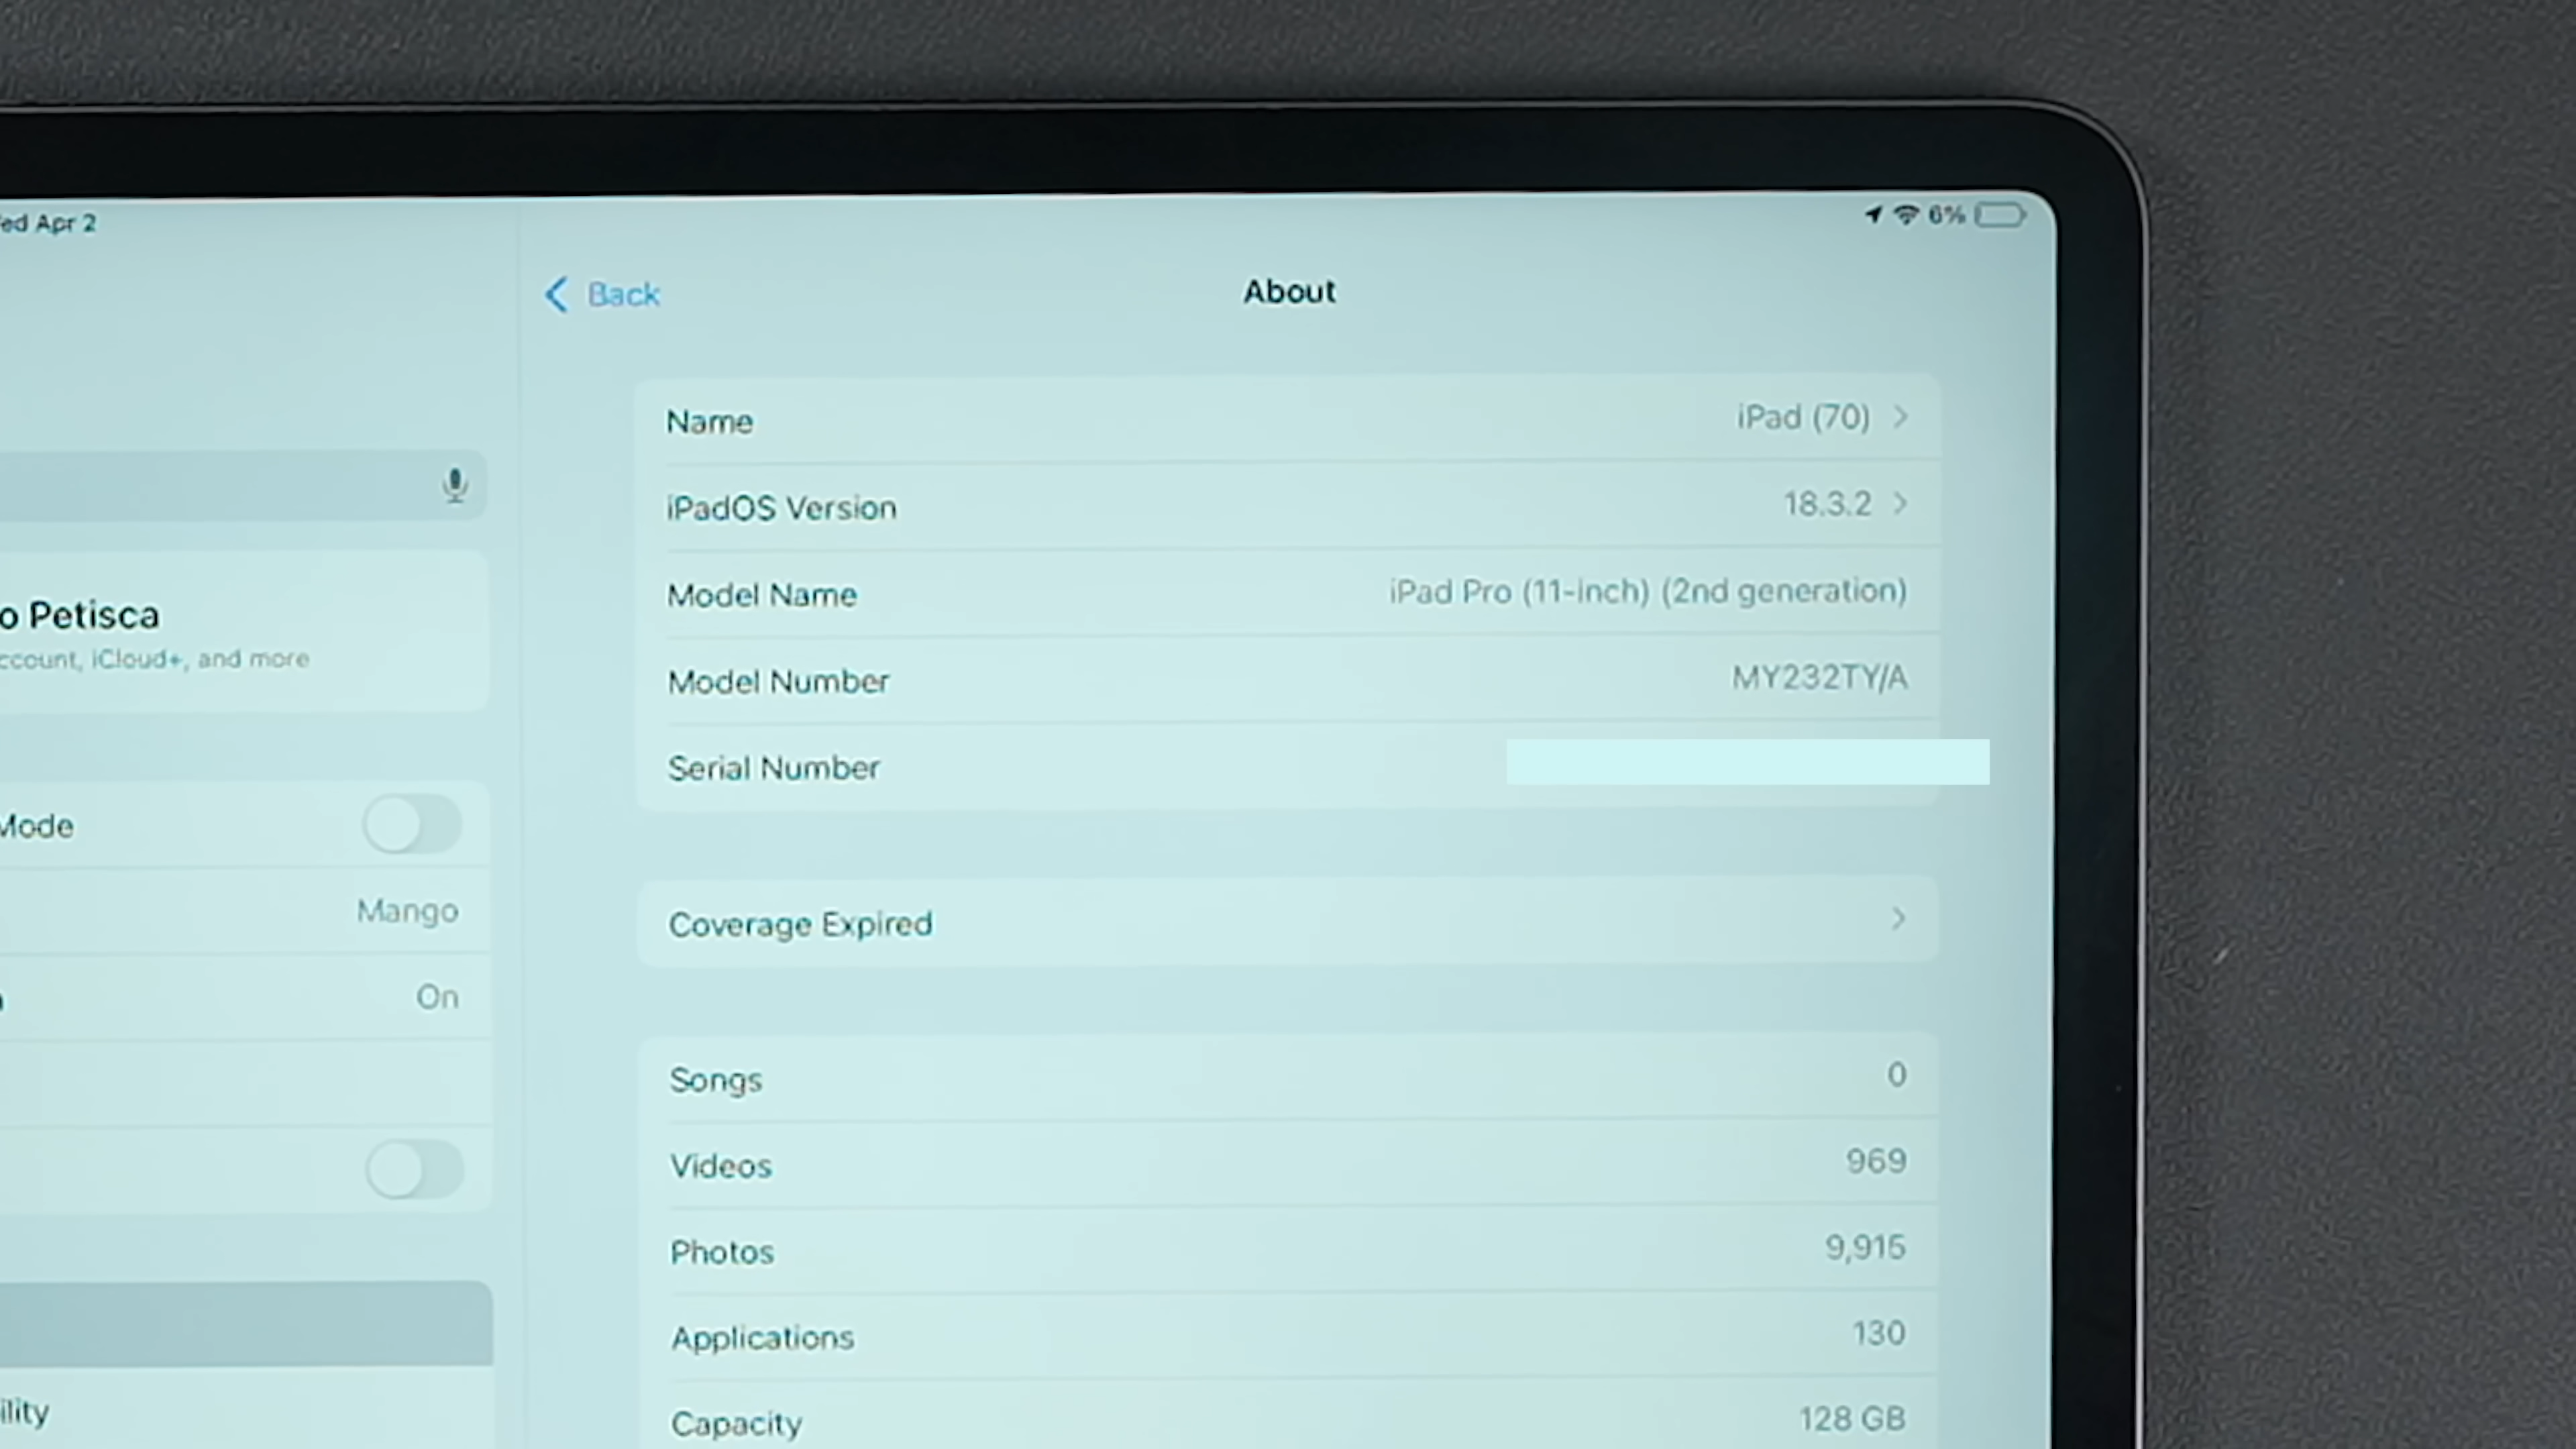 ed Apr 2
6%
Back
About
Name
iPad (70)
iPadOS Version
18.3.2
Model Name
iPad Pro (11-inch) (2nd generation)
Model Number
MY232TY/A
Serial Number
Coverage Expired
Songs
0
Videos
969
Photos
9,915
Applications
130
Capacity
128 GB
o Petisca
ccount, iCloud+, and more
Mode
Mango
On
ility